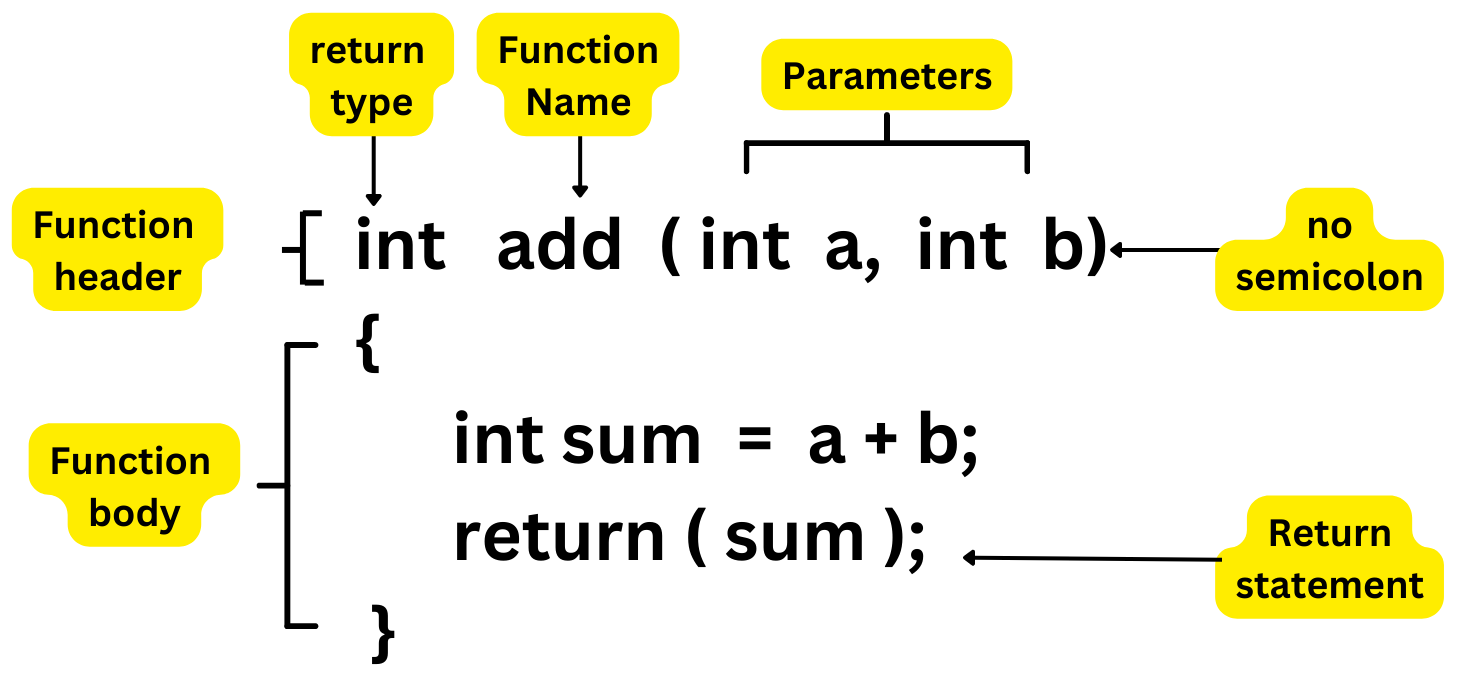 return
type
Function
Name
Parameters
Function
header
int add ( int a, int b)
no
semicolon
{
Function
body
int sum = a + b;
return ( sum );
Return
statement
}